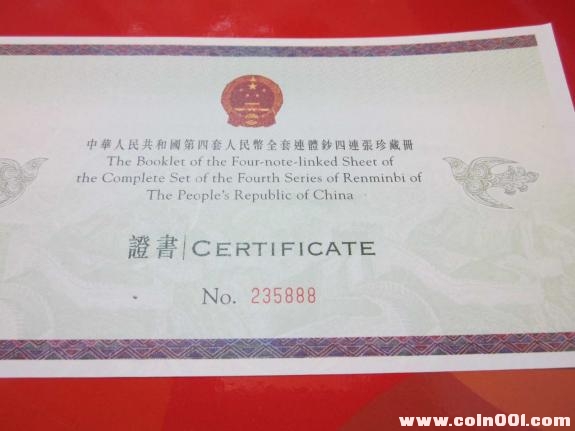 中華人民共和國第四套人民幣全套連體鈔四連張珍藏冊
The Booklet of the Four-note-linked Sheet of
the Complete Set of the Fourth Series of Renminbi of
The People's Republic of China
證書 | CERTIFICATE
No. 235888
www.coln001.com